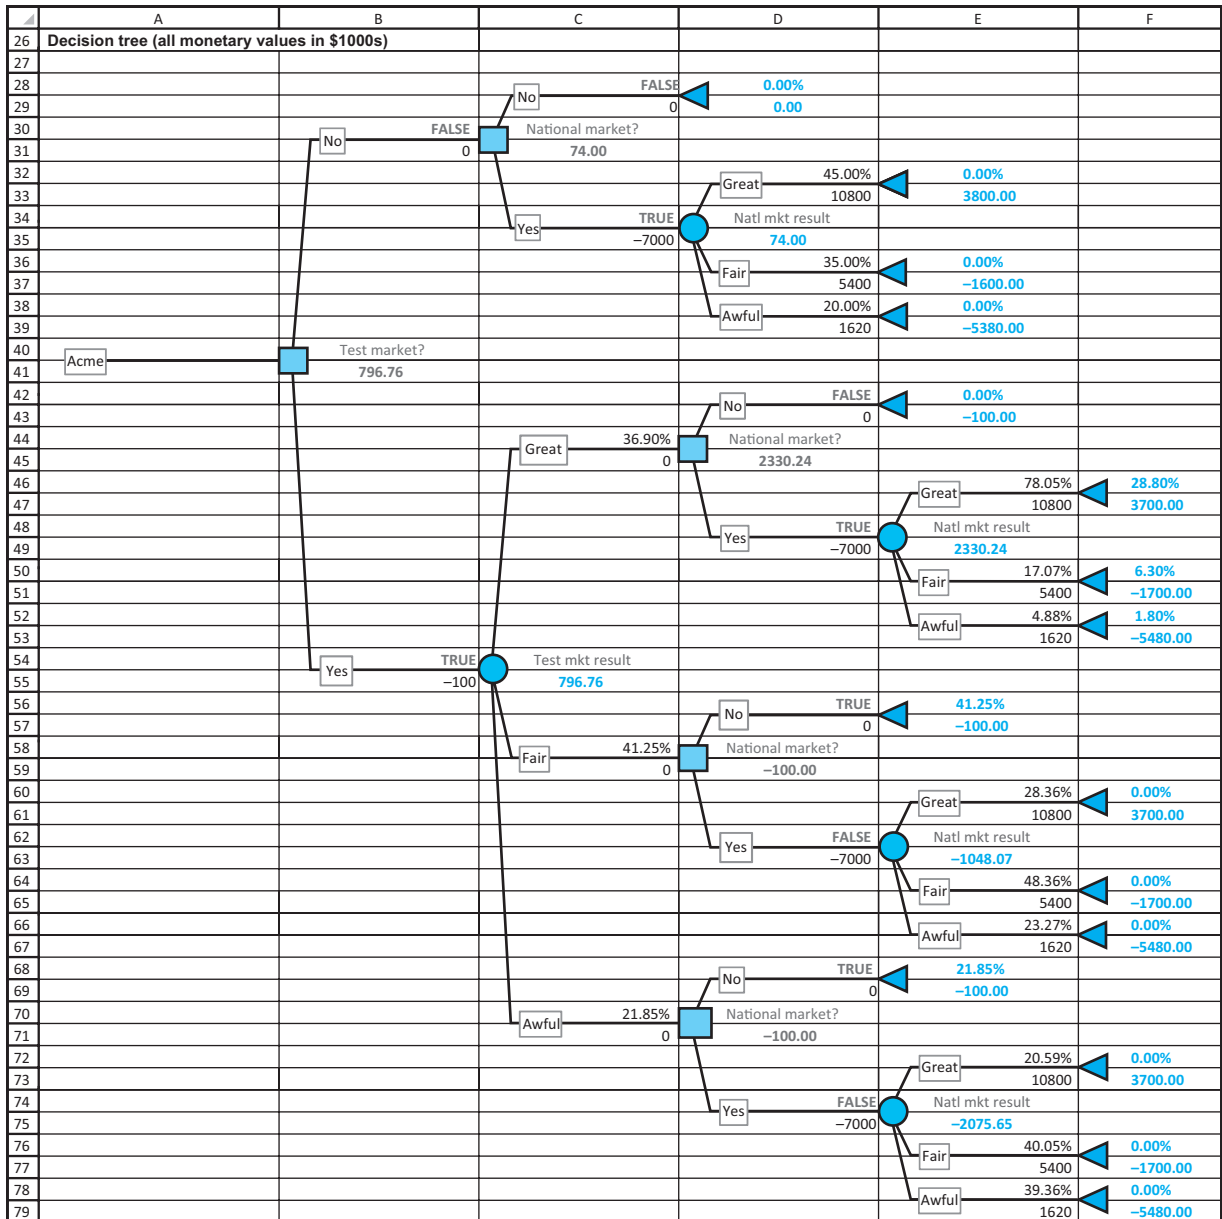 A B C D E F
26 Decision tree (all monetary values in $1000s)
27
28 FALSE 0.00%
No
29 0 0.00
30 FALSE National market?
No
31 0 74.00
32 45.00% 0.00%
Great
33 10800 3800.00
34 TRUE Natl mkt result
Yes
35 –7000 74.00
36 35.00% 0.00%
Fair
37 5400 –1600.00
38 20.00% 0.00%
Awful
39 1620 –5380.00
40 Test market?
Acme
41 796.76
42 FALSE 0.00%
No
43 0 –100.00
44 36.90% National market?
Great
45 0 2330.24
46 78.05% 28.80%
Great
47 10800 3700.00
48 TRUE Natl mkt result
Yes
49 –7000 2330.24
50 17.07% 6.30%
Fair
51 5400 –1700.00
52 4.88% 1.80%
Awful
53 1620 –5480.00
54 TRUE Test mkt result
Yes
55 –100 796.76
56 TRUE 41.25%
No
57 0 –100.00
58 41.25% National market?
Fair
59 0 –100.00
60 28.36% 0.00%
Great
61 10800 3700.00
62 FALSE Natl mkt result
Yes
63 –7000 –1048.07
64 48.36% 0.00%
Fair
65 5400 –1700.00
66 23.27% 0.00%
Awful
67 1620 –5480.00
68 TRUE 21.85%
No
69 0 –100.00
70 21.85% National market?
Awful
71 0 –100.00
72 20.59% 0.00%
Great
73 10800 3700.00
74 FALSE Natl mkt result
Yes
75 –7000 –2075.65
76 40.05% 0.00%
Fair
77 5400 –1700.00
78 39.36% 0.00%
Awful
79 1620 –5480.00